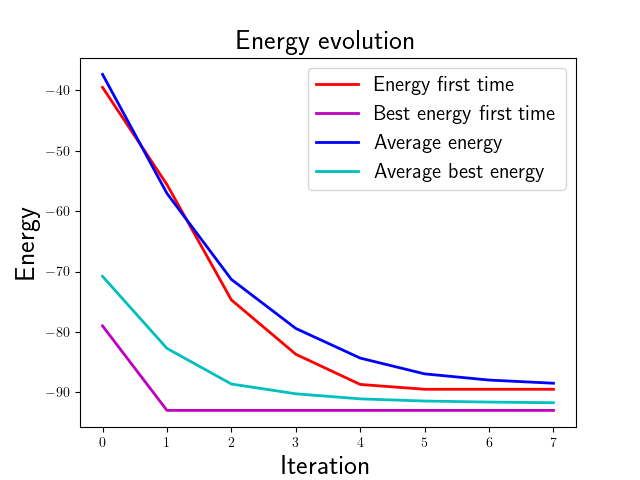 Energy evolution
Energy first time
Best energy first time
Average energy
Average best energy
−40
−50
−60
−70
−80
−90
Energy
0 1 2 3 4 5 6 7
Iteration